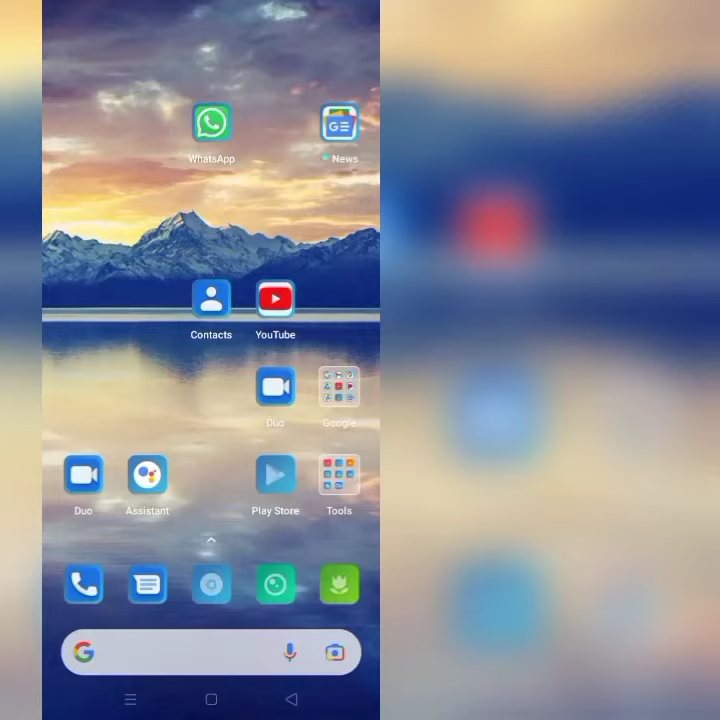 WhatsApp
News
Contacts
YouTube
Duo
Google
Duo
Assistant
Play Store
Tools